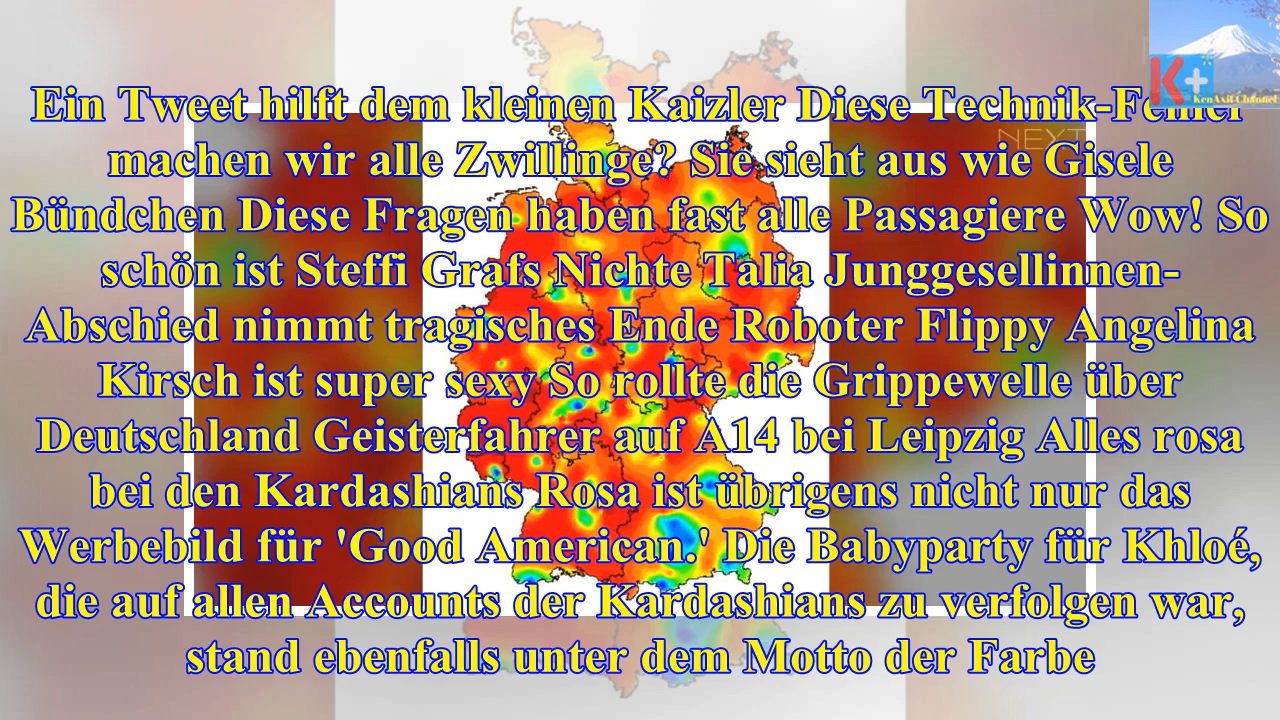 Ein Tweet hilft dem kleinen Kaizler Diese Technik-Fehler
machen wir alle Zwillinge? Sie sieht aus wie Gisele
Bündchen Diese Fragen haben fast alle Passagiere Wow! So
schön ist Steffi Grafs Nichte Talia Junggesellinnen-
Abschied nimmt tragisches Ende Roboter Flippy Angelina
Kirsch ist super sexy So rollte die Grippewelle über
Deutschland Geisterfahrer auf A14 bei Leipzig Alles rosa
bei den Kardashians Rosa ist übrigens nicht nur das
Werbebild für 'Good American.' Die Babyparty für Khloé,
die auf allen Accounts der Kardashians zu verfolgen war,
stand ebenfalls unter dem Motto der Farbe
K+
KenAxit Channel
NEXT